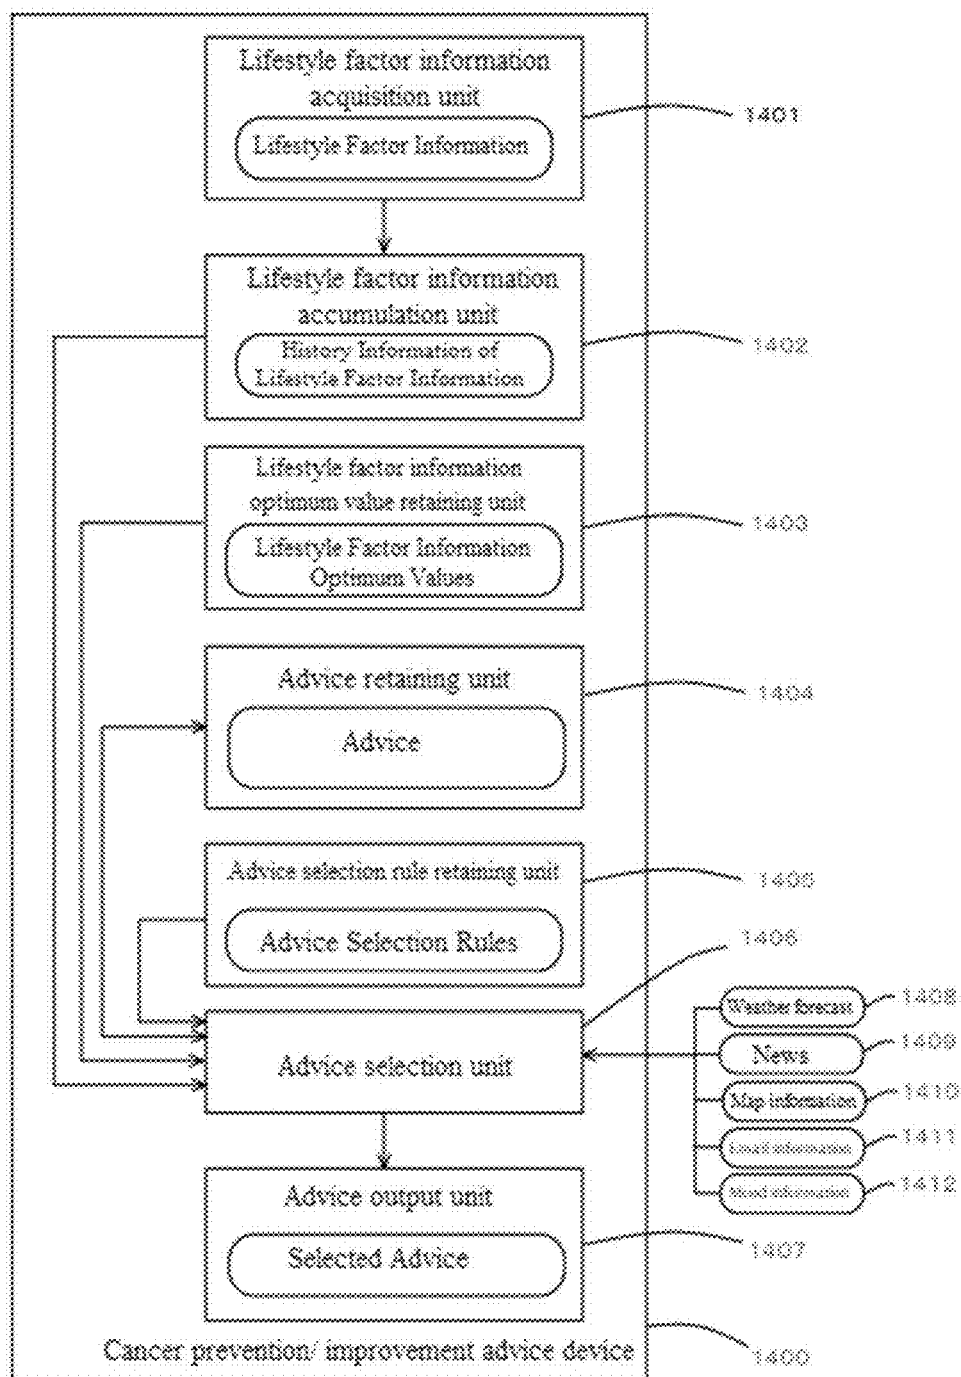 Lifestyle factor information
acquisition unit
Lifestyle Factor Information
1401
Lifestyle factor information
accumulation unit
History Information of
Lifestyle Factor Information
1402
Lifestyle factor information
optimum value retaining unit
Lifestyle Factor Information
Optimum Values
1403
Advice retaining unit
Advice
1404
Advice selection rule retaining unit
Advice Selection Rules
1405
1406
Advice selection unit
Weather forecast
1408
News
1409
Map information
1410
information
1411
information
1412
Advice output unit
Selected Advice
1407
Cancer prevention/ improvement advice device
1400